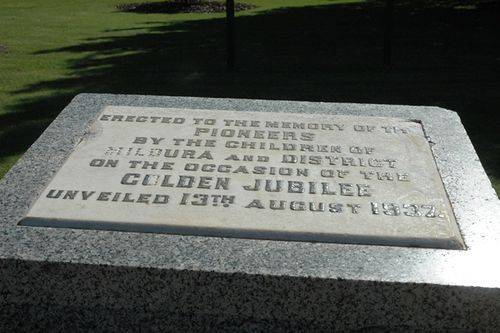 ERECTED TO THE MEMORY OF THE
PIONEERS
BY THE CHILDREN OF
MILDURA AND DISTRICT
ON THE OCCASION OF THE
GOLDEN JUBILEE
UNVEILED 13TH AUGUST 1937.